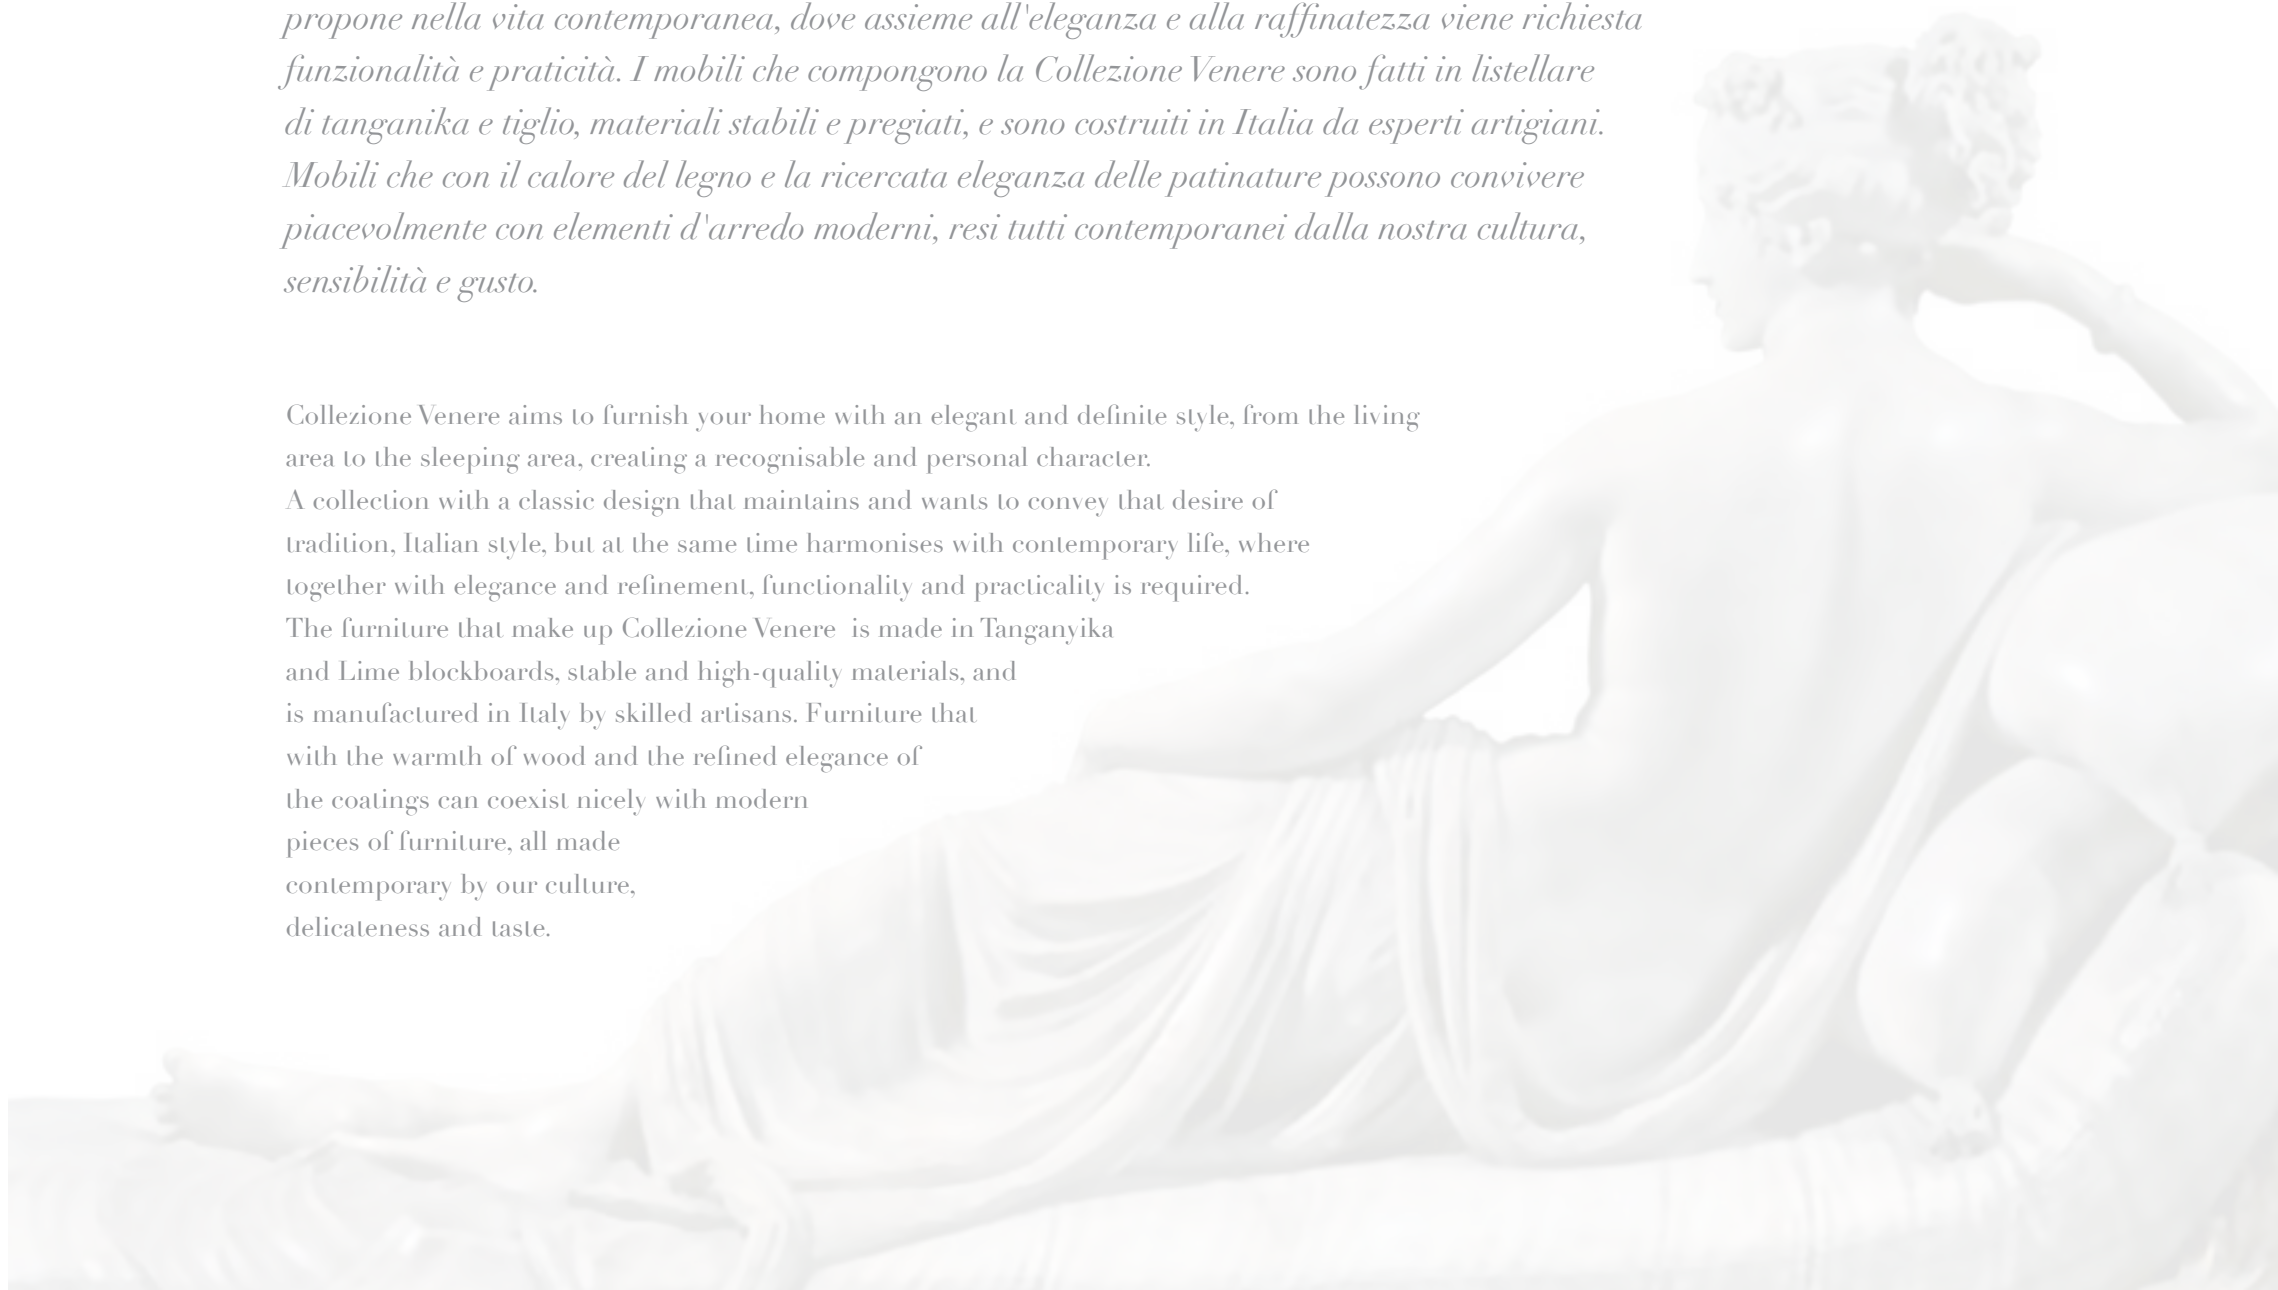 propone nella vita contemporanea, dove assieme all'eleganza e alla raffinatezza viene richiesta
funzionalità e praticità. I mobili che compongono la Collezione Venere sono fatti in listellare
di tanganika e tiglio, materiali stabili e pregiati, e sono costruiti in Italia da esperti artigiani.
Mobili che con il calore del legno e la ricercata eleganza delle patinature possono convivere
piacevolmente con elementi d'arredo moderni, resi tutti contemporanei dalla nostra cultura,
sensibilità e gusto.
Collezione Venere aims to furnish your home with an elegant and definite style, from the living
area to the sleeping area, creating a recognisable and personal character.
A collection with a classic design that maintains and wants to convey that desire of
tradition, Italian style, but at the same time harmonises with contemporary life, where
together with elegance and refinement, functionality and practicality is required.
The furniture that make up Collezione Venere  is made in Tanganyika
and Lime blockboards, stable and high-quality materials, and
is manufactured in Italy by skilled artisans. Furniture that
with the warmth of wood and the refined elegance of
the coatings can coexist nicely with modern
pieces of furniture, all made
contemporary by our culture,
delicateness and taste.